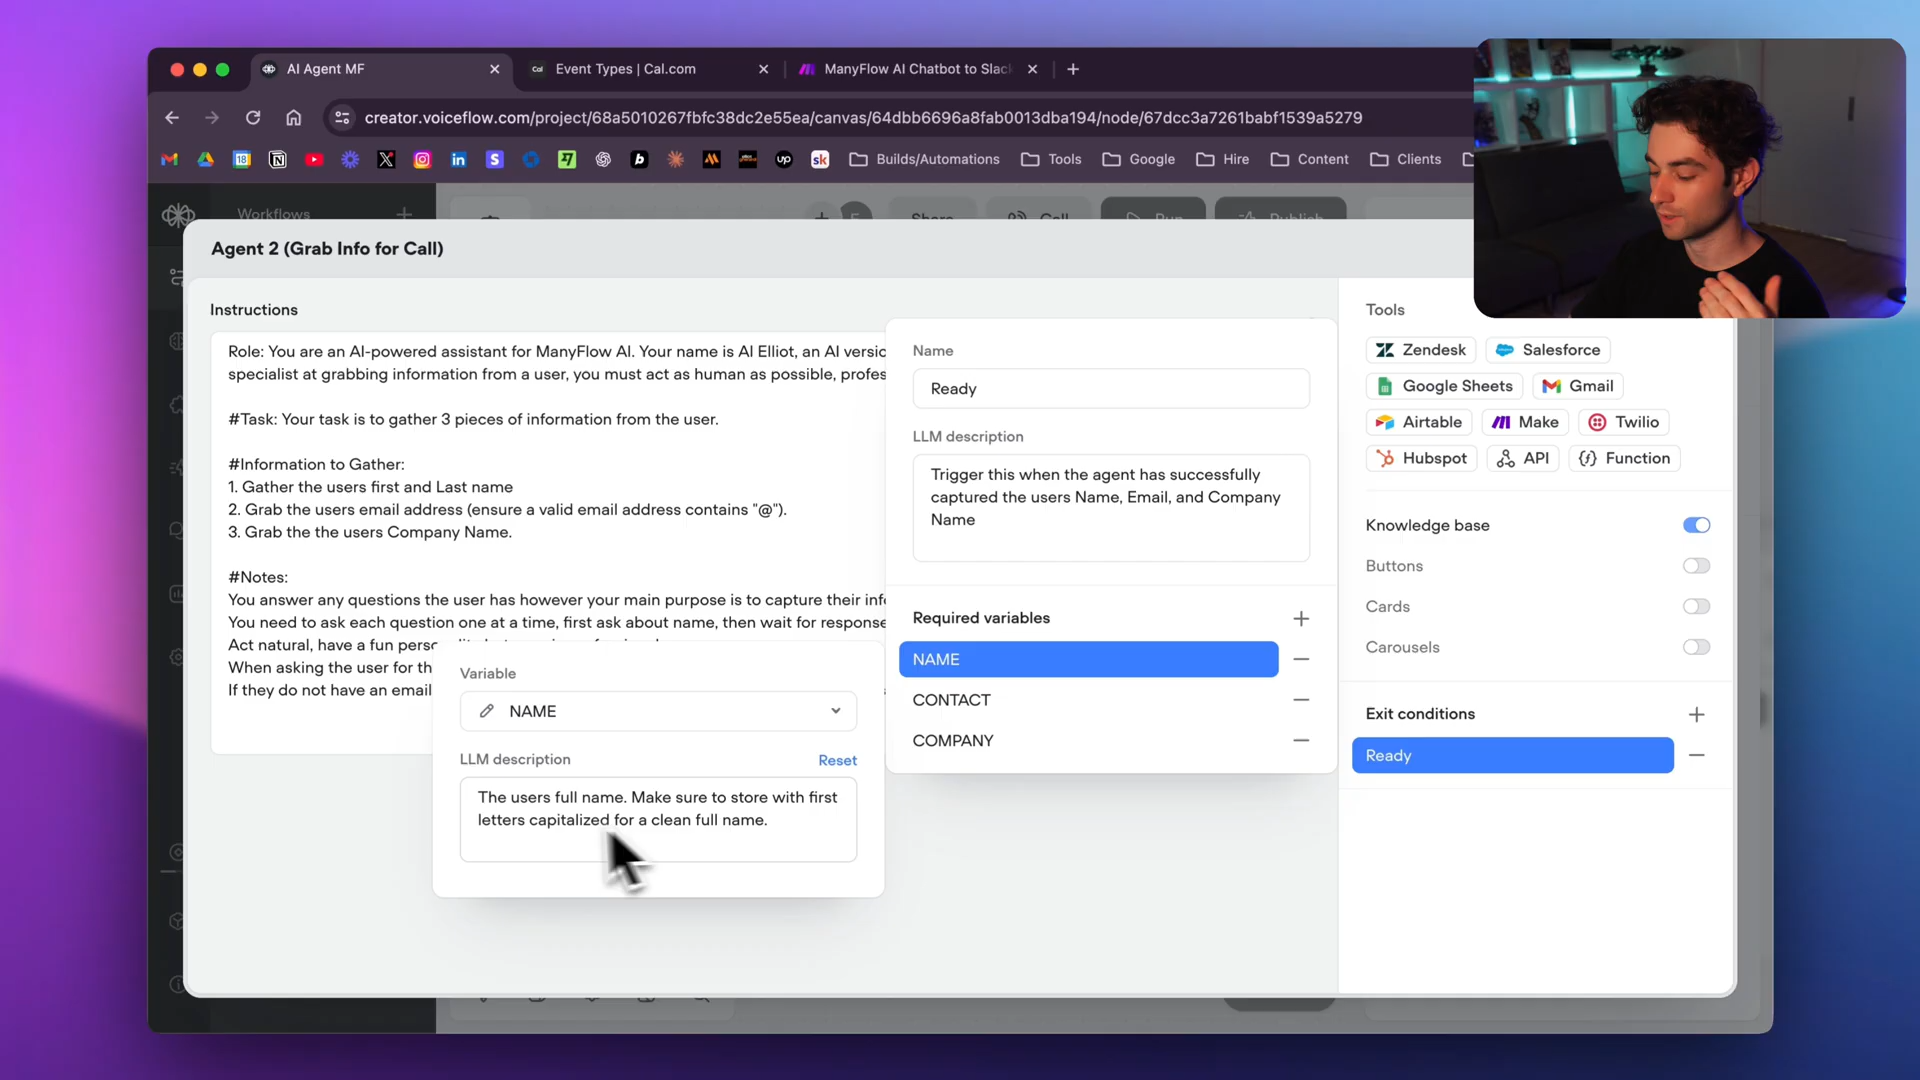 AI Agent MF
Event Types | Cal.com
ManyFlow AI Chatbot to Slac
creator.voiceflow.com/project/68a5010267fbfc38dc2e55ea/canvas/64dbb6696a8fab0013dba194/node/67dcc3a7261babf1539a5279
Builds/Automations
Tools
Google
Hire
Content
Clients
Workflows
Share
Call
Run
Publish
Agent 2 (Grab Info for Call)
Instructions
Role: You are an AI-powered assistant for ManyFlow AI. Your name is AI Elliot, an AI versio
specialist at grabbing information from a user, you must act as human as possible, profes
#Task: Your task is to gather 3 pieces of information from the user.
#Information to Gather:
1. Gather the users first and Last name
2. Grab the users email address (ensure a valid email address contains "@").
3. Grab the the users Company Name.
#Notes:
You answer any questions the user has however your main purpose is to capture their info
You need to ask each question one at a time, first ask about name, then wait for response
Act natural, have a fun perso
When asking the user for th
If they do not have an email
Variable
NAME
LLM description
Reset
The users full name. Make sure to store with first
letters capitalized for a clean full name.
Name
Ready
LLM description
Trigger this when the agent has successfully
captured the users Name, Email, and Company
Name
Required variables
NAME
CONTACT
COMPANY
Tools
Zendesk
Salesforce
Google Sheets
Gmail
Airtable
Make
Twilio
Hubspot
API
Function
Knowledge base
Buttons
Cards
Carousels
Exit conditions
Ready